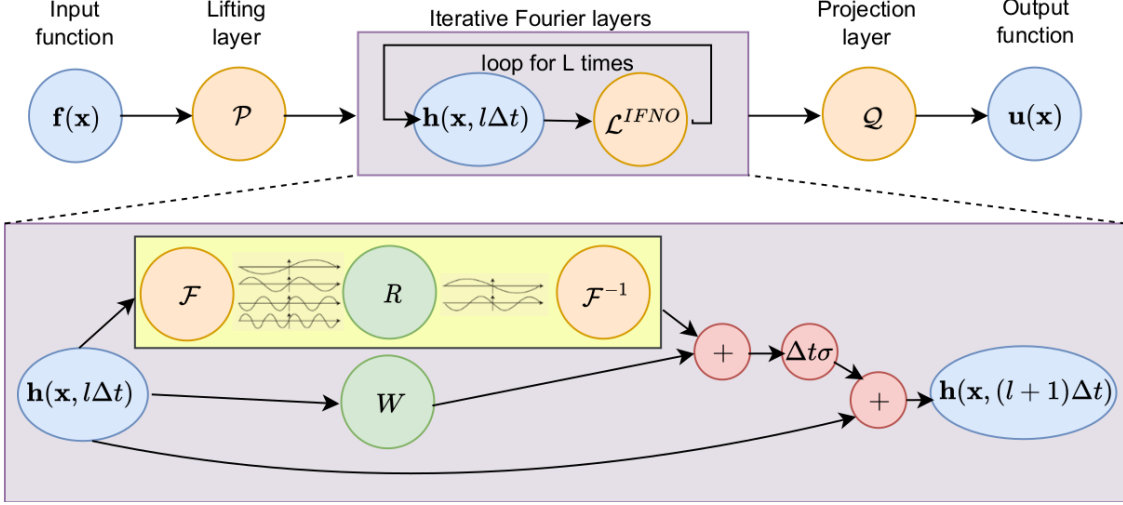 Input
function
Lifting
layer
Iterative Fourier layers
Projection
layer
Output
function
f(x)
𝒫
loop for L times
h(x, lΔt)
ℒ^{IFNO}
𝒬
u(x)
ℱ
R
ℱ^{-1}
h(x, lΔt)
W
+
Δtσ
+
h(x, (l + 1)Δt)